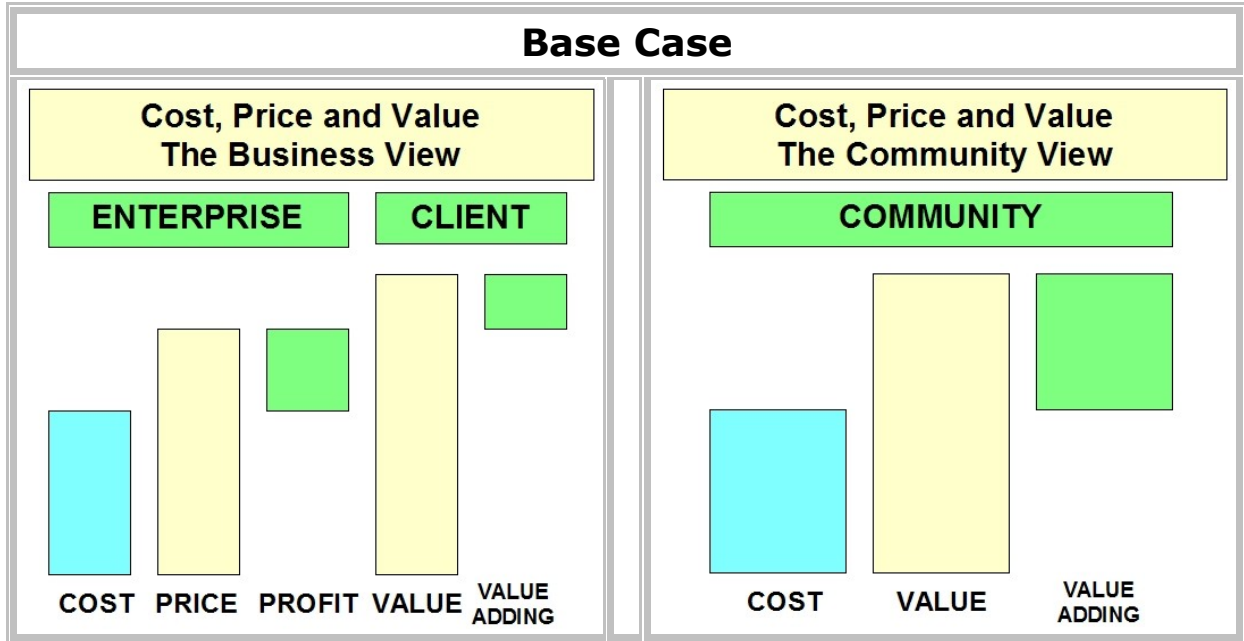 Base Case
Cost, Price and Value
The Business View
ENTERPRISE
CLIENT
COST
PRICE
PROFIT
VALUE
VALUE
ADDING
Cost, Price and Value
The Community View
COMMUNITY
COST
VALUE
VALUE
ADDING